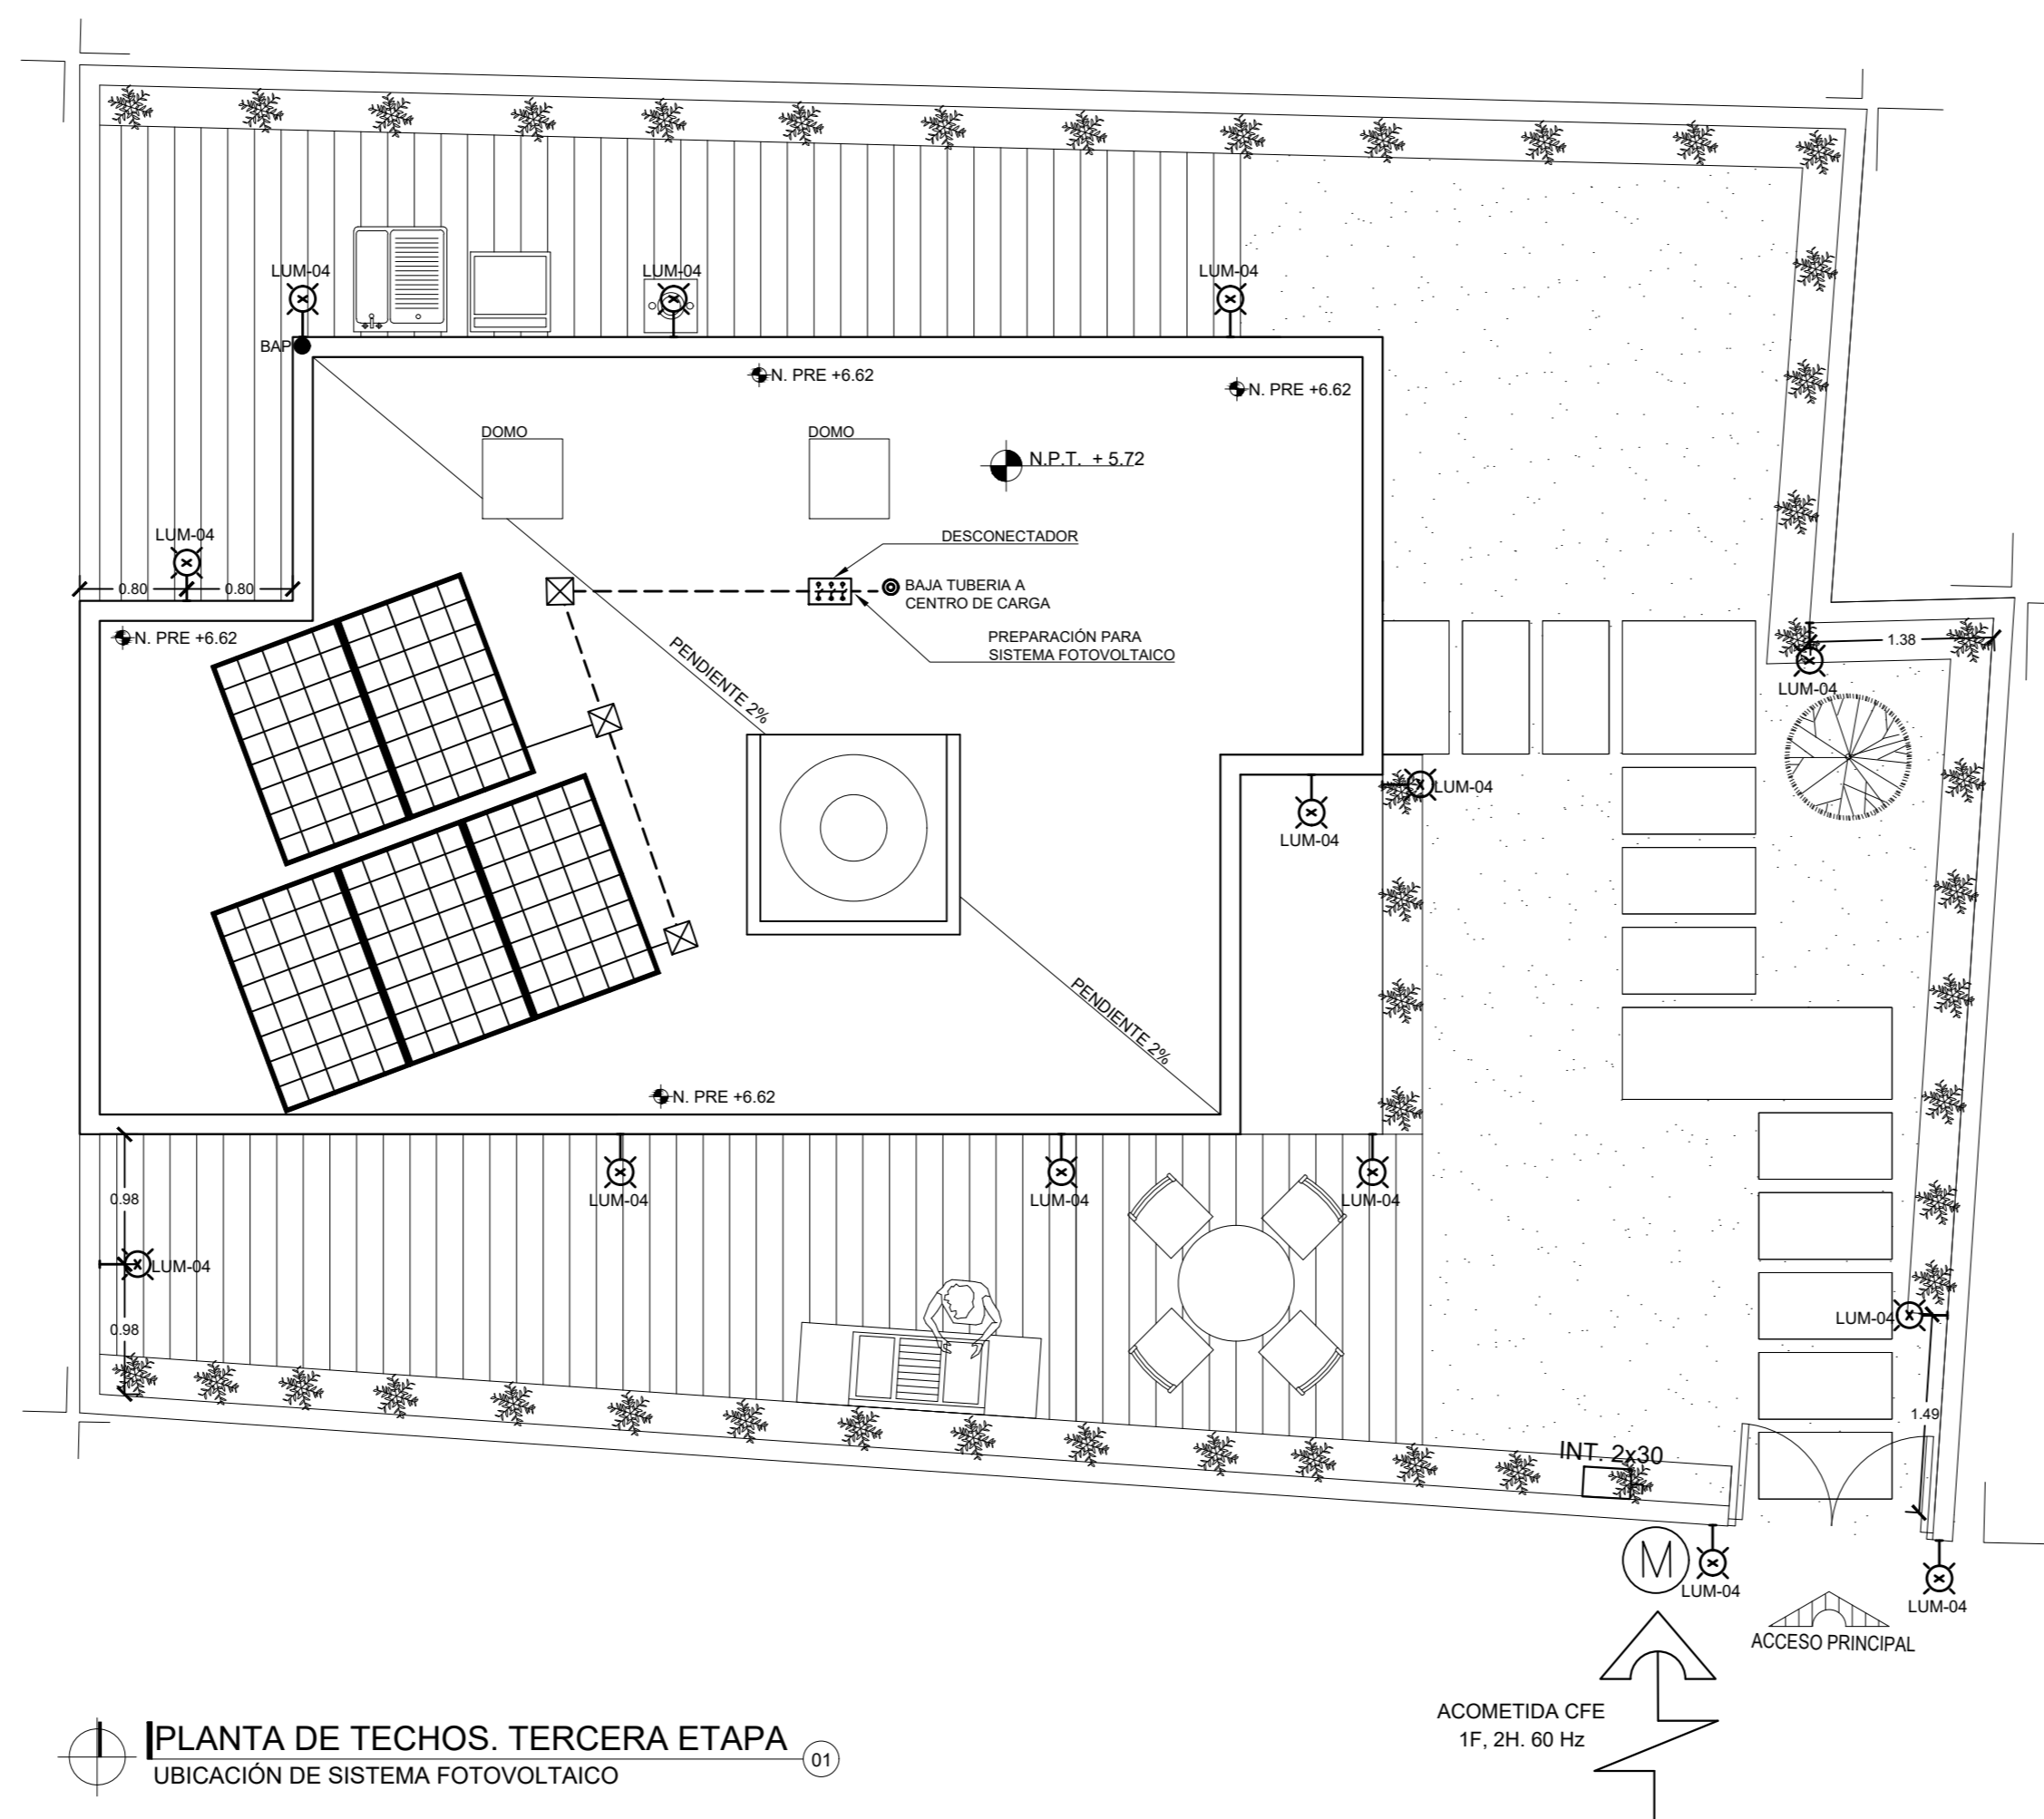 LUM-04
LUM-04
LUM-04
BAP
N. PRE +6.62
N. PRE +6.62
DOMO
DOMO
N.P.T. + 5.72
LUM-04
DESCONECTADOR
0.80
0.80
BAJA TUBERIA A
CENTRO DE CARGA
N. PRE +6.62
PREPARACIÓN PARA
SISTEMA FOTOVOLTAICO
1.38
LUM-04
PENDIENTE 2%
LUM-04
LUM-04
PENDIENTE 2%
N. PRE +6.62
0.98
LUM-04
LUM-04
LUM-04
LUM-04
0.98
LUM-04
1.49
INT. 2x30
M
LUM-04
LUM-04
ACCESO PRINCIPAL
ACOMETIDA CFE
1F, 2H. 60 Hz
PLANTA DE TECHOS. TERCERA ETAPA
01
UBICACIÓN DE SISTEMA FOTOVOLTAICO